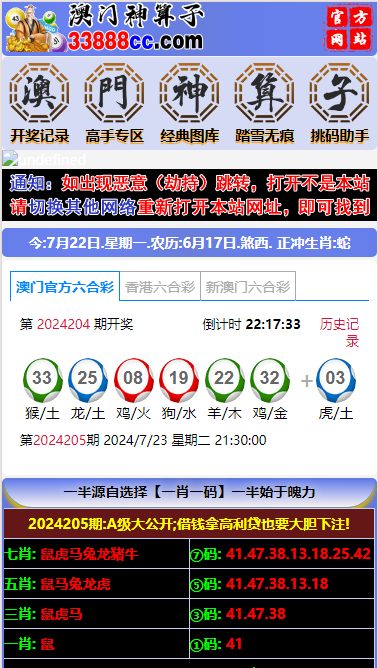 澳门神算子
33888cc.com
官方
网站
澳 門 神 算 子
开奖记录 高手专区 经典图库 踏雪无痕 挑码助手
undefined
通知：如出现恶意（劫持）跳转，打开不是本站
请切换其他网络重新打开本站网址，即可找到
今:7月22日.星期一.农历:6月17日.煞西. 正冲生肖:蛇
澳门官方六合彩 香港六合彩 新澳门六合彩
第 2024204 期开奖 倒计时 22:17:33 历史记录
33 25 08 19 22 32 + 03
猴/土 龙/土 鸡/火 狗/水 羊/木 鸡/金 虎/土
第2024205期 2024/7/23 星期二 21:30:00
一半源自选择【一肖一码】一半始于魄力
2024205期:A级大公开;借钱拿高利贷也要大胆下注!
七肖: 鼠虎马兔龙猪牛 ⑦码: 41.47.38.13.18.25.42
五肖: 鼠虎马兔龙虎 ⑤码: 41.47.38.13.18
三肖: 鼠虎马 ③码: 41.47.38
一肖: 鼠 ①码: 41